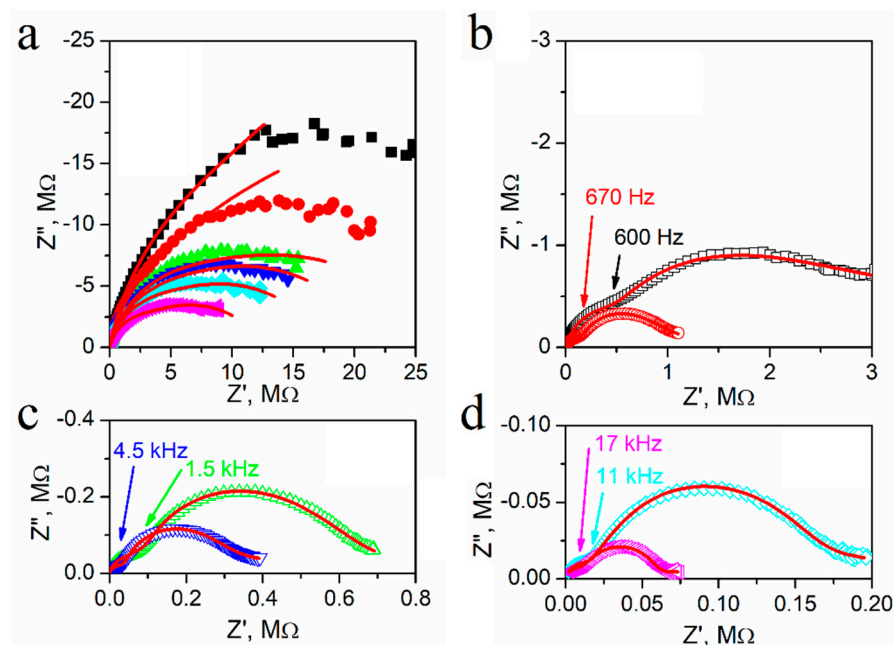 a
-25
-20
-15
-10
-5
0
Z'', MΩ
0 5 10 15 20 25
Z', MΩ
b
-3
-2
-1
0
Z'', MΩ
670 Hz
600 Hz
0 1 2 3
Z', MΩ
c
-0.4
-0.2
0.0
Z'', MΩ
4.5 kHz
1.5 kHz
0.0 0.2 0.4 0.6 0.8
Z', MΩ
d
-0.10
-0.05
0.00
Z'', MΩ
17 kHz
11 kHz
0.00 0.05 0.10 0.15 0.20
Z', MΩ